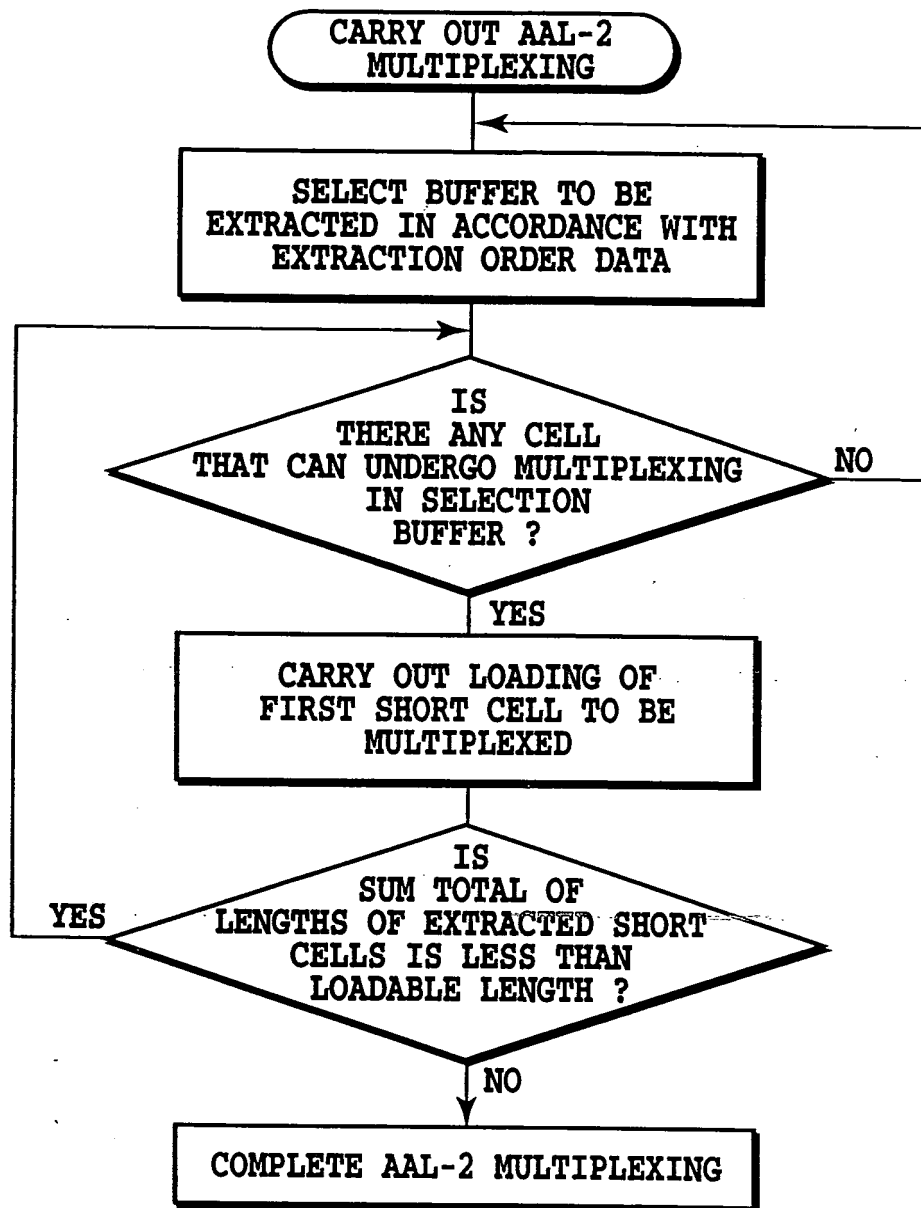 CARRY OUT AAL-2
MULTIPLEXING
SELECT BUFFER TO BE
EXTRACTED IN ACCORDANCE WITH
EXTRACTION ORDER DATA
IS
THERE ANY CELL
THAT CAN UNDERGO MULTIPLEXING
IN SELECTION
BUFFER ?
NO
YES
CARRY OUT LOADING OF
FIRST SHORT CELL TO BE
MULTIPLEXED
IS
SUM TOTAL OF
LENGTHS OF EXTRACTED SHORT
CELLS IS LESS THAN
LOADABLE LENGTH ?
YES
NO
COMPLETE AAL-2 MULTIPLEXING